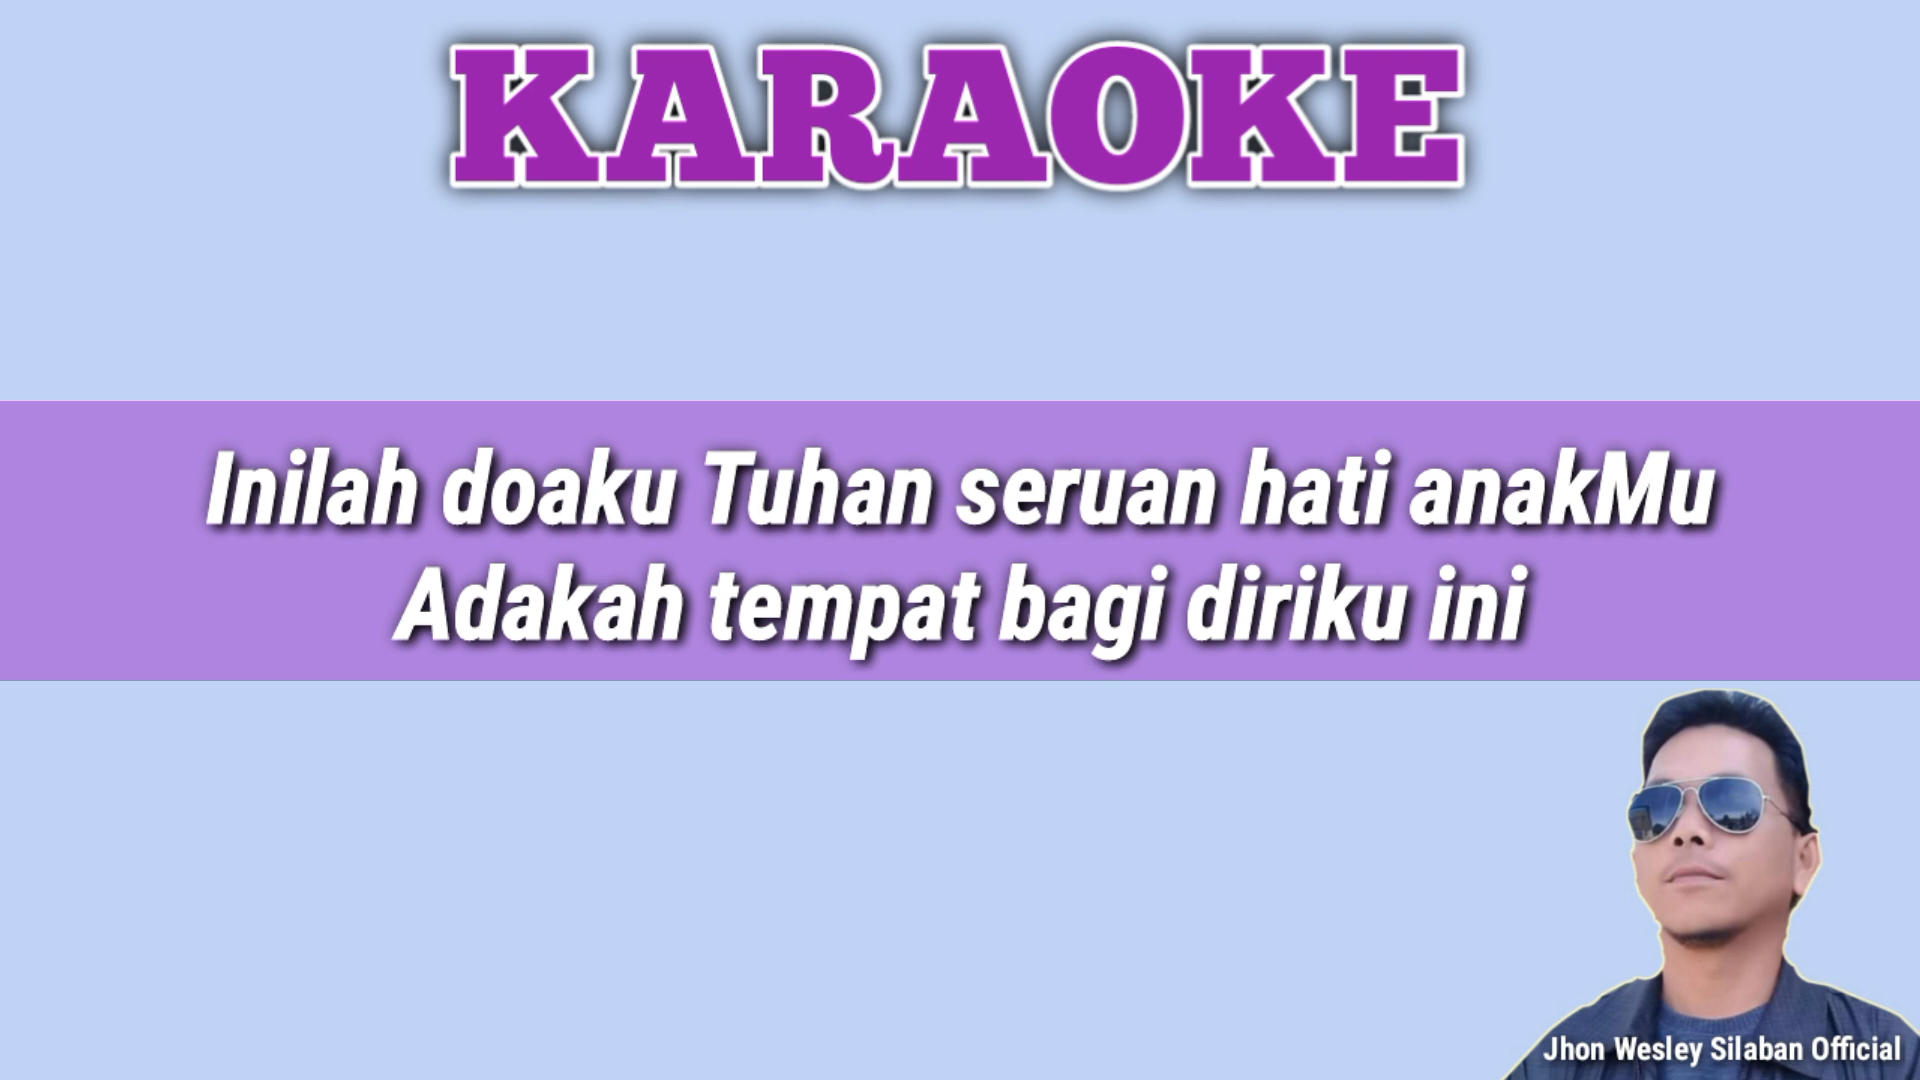 KARAOKE
Inilah doaku Tuhan seruan hati anakMu
Adakah tempat bagi diriku ini
Jhon Wesley Silaban Official